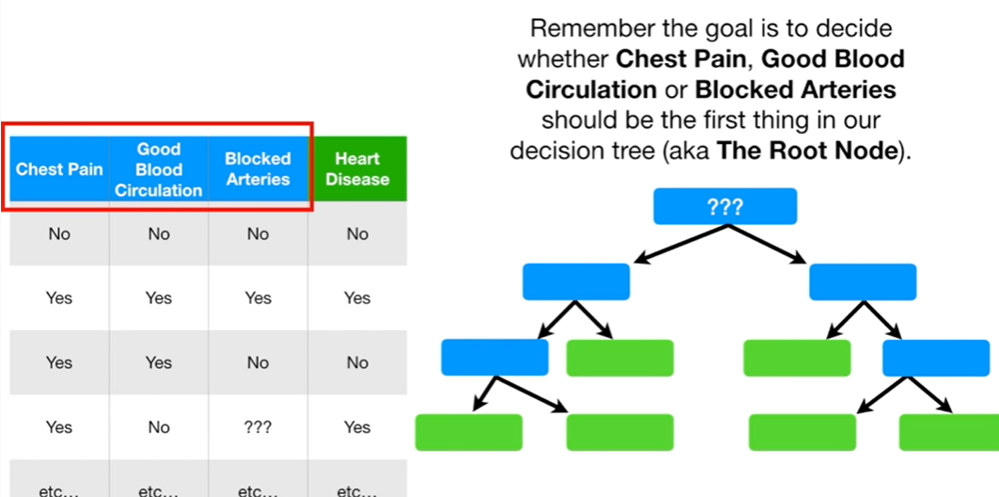 Remember the goal is to decide
whether Chest Pain, Good Blood
Circulation or Blocked Arteries
should be the first thing in our
decision tree (aka The Root Node).
Chest Pain Good Blood Circulation Blocked Arteries Heart Disease
No No No No
Yes Yes Yes Yes
Yes Yes No No
Yes No ??? Yes
etc... etc... etc... etc...
???